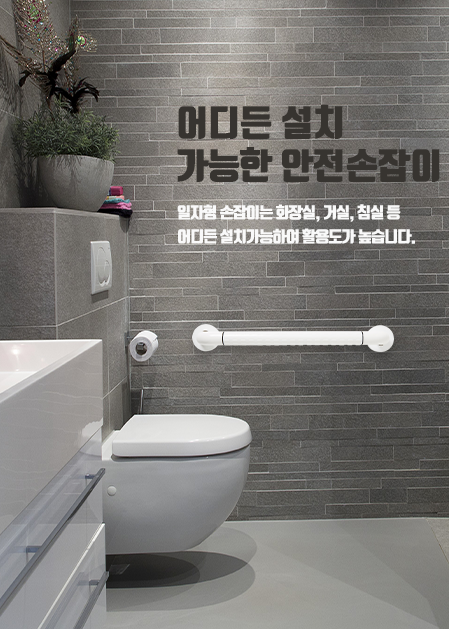 어디든 설치
가능한 안전손잡이
일자형 손잡이는 화장실, 거실, 침실 등
어디든 설치가능하여 활용도가 높습니다.